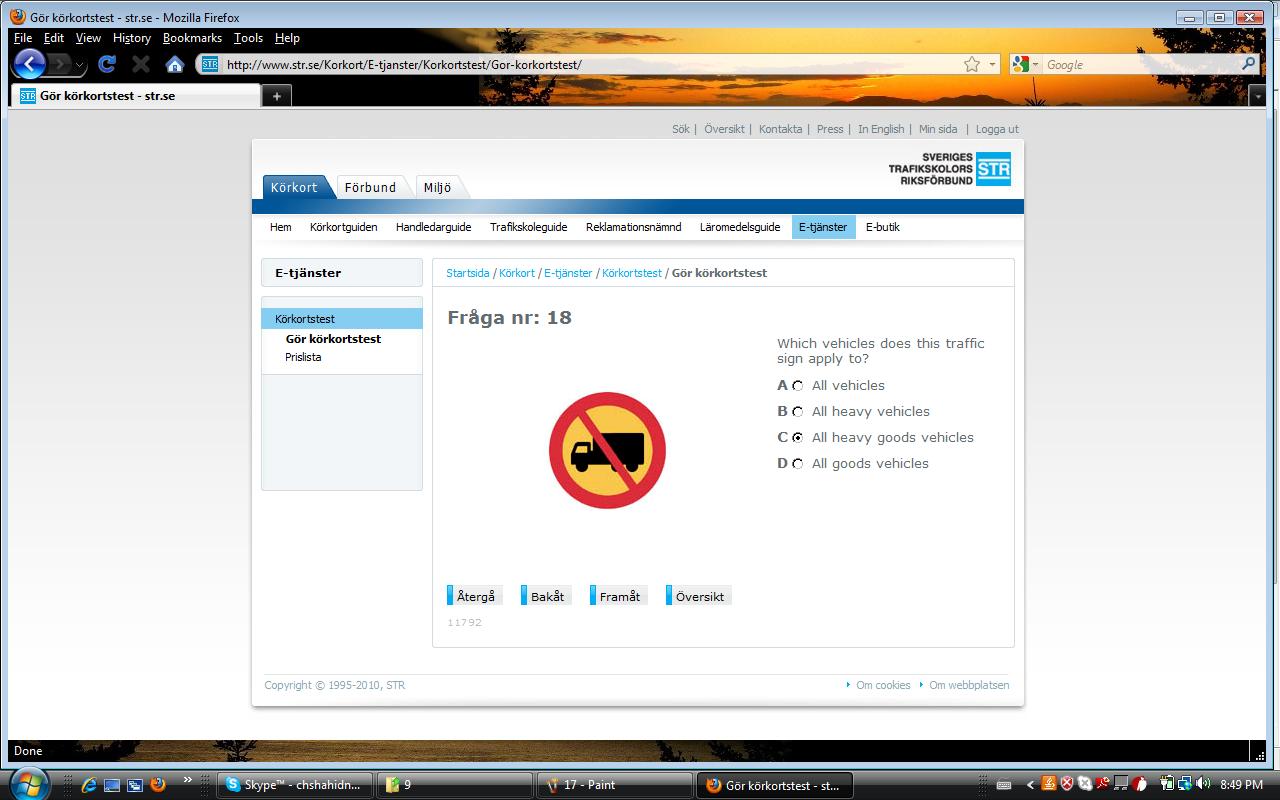 Gör körkortstest - str.se - Mozilla Firefox
File Edit View History Bookmarks Tools Help
STR http://www.str.se/Korkort/E-tjanster/Korkortstest/Gor-korkortstest/
Google
STR Gör körkortstest - str.se
Sök | Översikt | Kontakta | Press | In English | Min sida | Logga ut
SVERIGES
TRAFIKSKOLORS
RIKSFÖRBUND
STR
Körkort Förbund Miljö
Hem Körkortguiden Handledarguide Trafikskoleguide Reklamationsnämnd Läromedelsguide E-tjänster E-butik
E-tjänster
Körkortstest
Gör körkortstest
Prislista
Startsida / Körkort / E-tjänster / Körkortstest / Gör körkortstest
Fråga nr: 18
Which vehicles does this traffic
sign apply to?
A All vehicles
B All heavy vehicles
C All heavy goods vehicles
D All goods vehicles
Återgå Bakåt Framåt Översikt
11792
Copyright © 1995-2010, STR
Om cookies Om webbplatsen
Done
Skype™ - chshahidn...
9
17 - Paint
Gör körkortstest - st...
8:49 PM